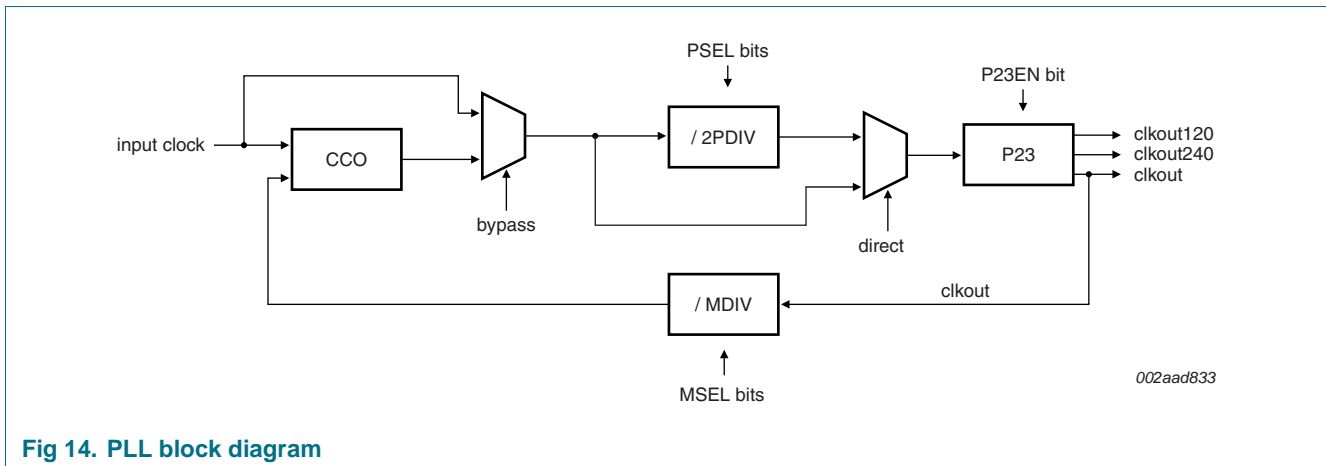 PSEL bits
P23EN bit
input clock
CCO
/ 2PDIV
P23
clkout120
clkout240
clkout
bypass
direct
clkout
/ MDIV
MSEL bits
002aad833
Fig 14. PLL block diagram